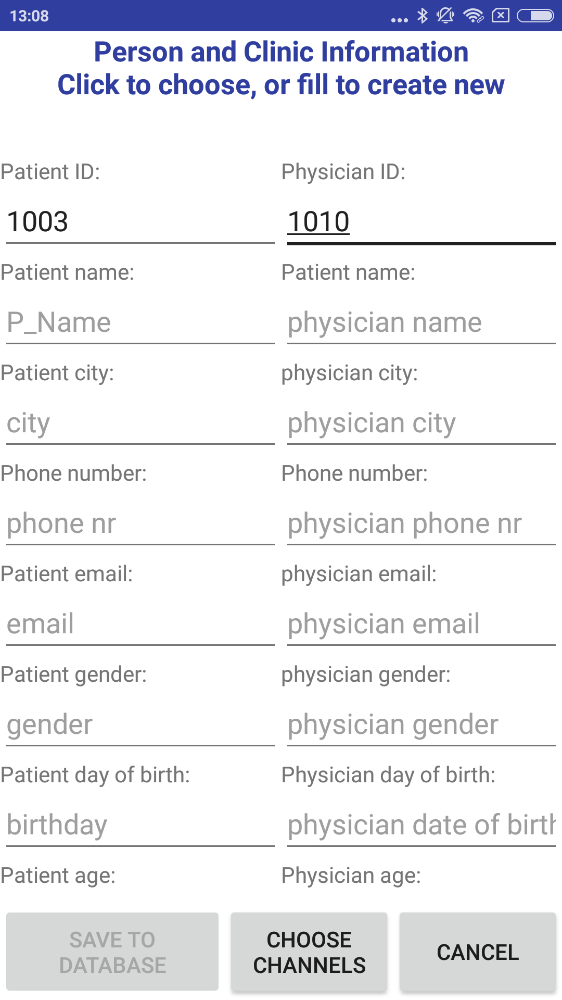 13:08
Person and Clinic Information
Click to choose, or fill to create new
Patient ID:
Physician ID:
1003
1010
Patient name:
Patient name:
P_Name
physician name
Patient city:
physician city:
city
physician city
Phone number:
Phone number:
phone nr
physician phone nr
Patient email:
physician email:
email
physician email
Patient gender:
physician gender:
gender
physician gender
Patient day of birth:
Physician day of birth:
birthday
physician date of birth
Patient age:
Physician age:
SAVE TO
DATABASE
CHOOSE
CHANNELS
CANCEL